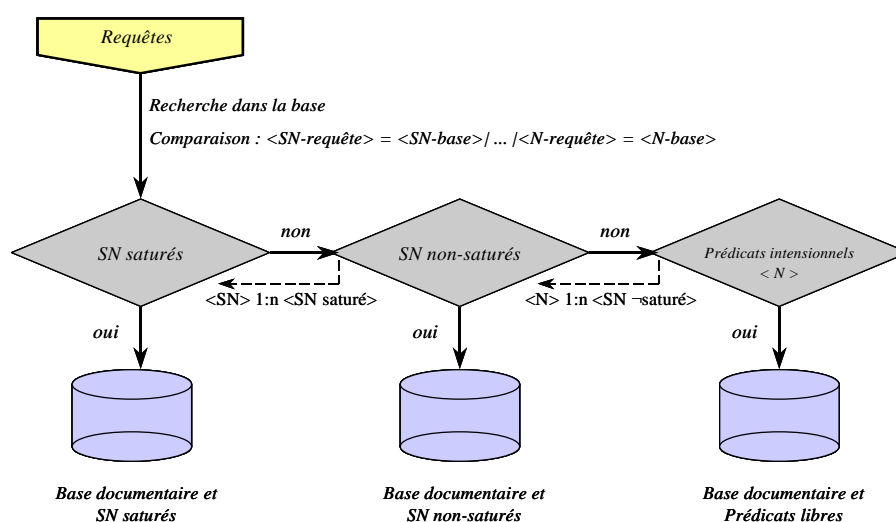 Requêtes
Recherche dans la base
Comparaison : <SN-requête> = <SN-base>/ ... /<N-requête> = <N-base>
SN saturés
non
SN non-saturés
non
Prédicats intensionnels
< N >
<SN> 1:n <SN saturé>
<N> 1:n <SN ¬saturé>
oui
oui
oui
Base documentaire et
SN saturés
Base documentaire et
SN non-saturés
Base documentaire et
Prédicats libres